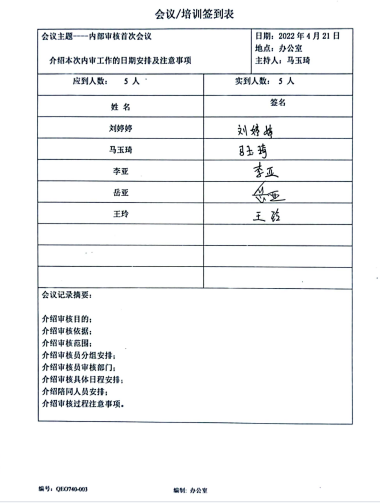 会议/培训签到表
会议主题----内部审核首次会议
介绍本次内审工作的日期安排及注意事项
日期：2022 年 4 月 21 日
地点：办公室
主持人：马玉琦
应到人数： 5 人
实到人数： 5 人
姓 名
签名
刘婷婷
刘婷婷
马玉琦
马玉琦
李亚
李亚
岳亚
岳亚
王玲
王玲
会议记录摘要：
介绍审核目的；
介绍审核依据；
介绍审核范围；
介绍审核员分组安排；
介绍审核员审核部门；
介绍审核具体日程安排；
介绍陪同人员安排；
介绍审核过程注意事项。
编号：QEO740-003
编制：办公室